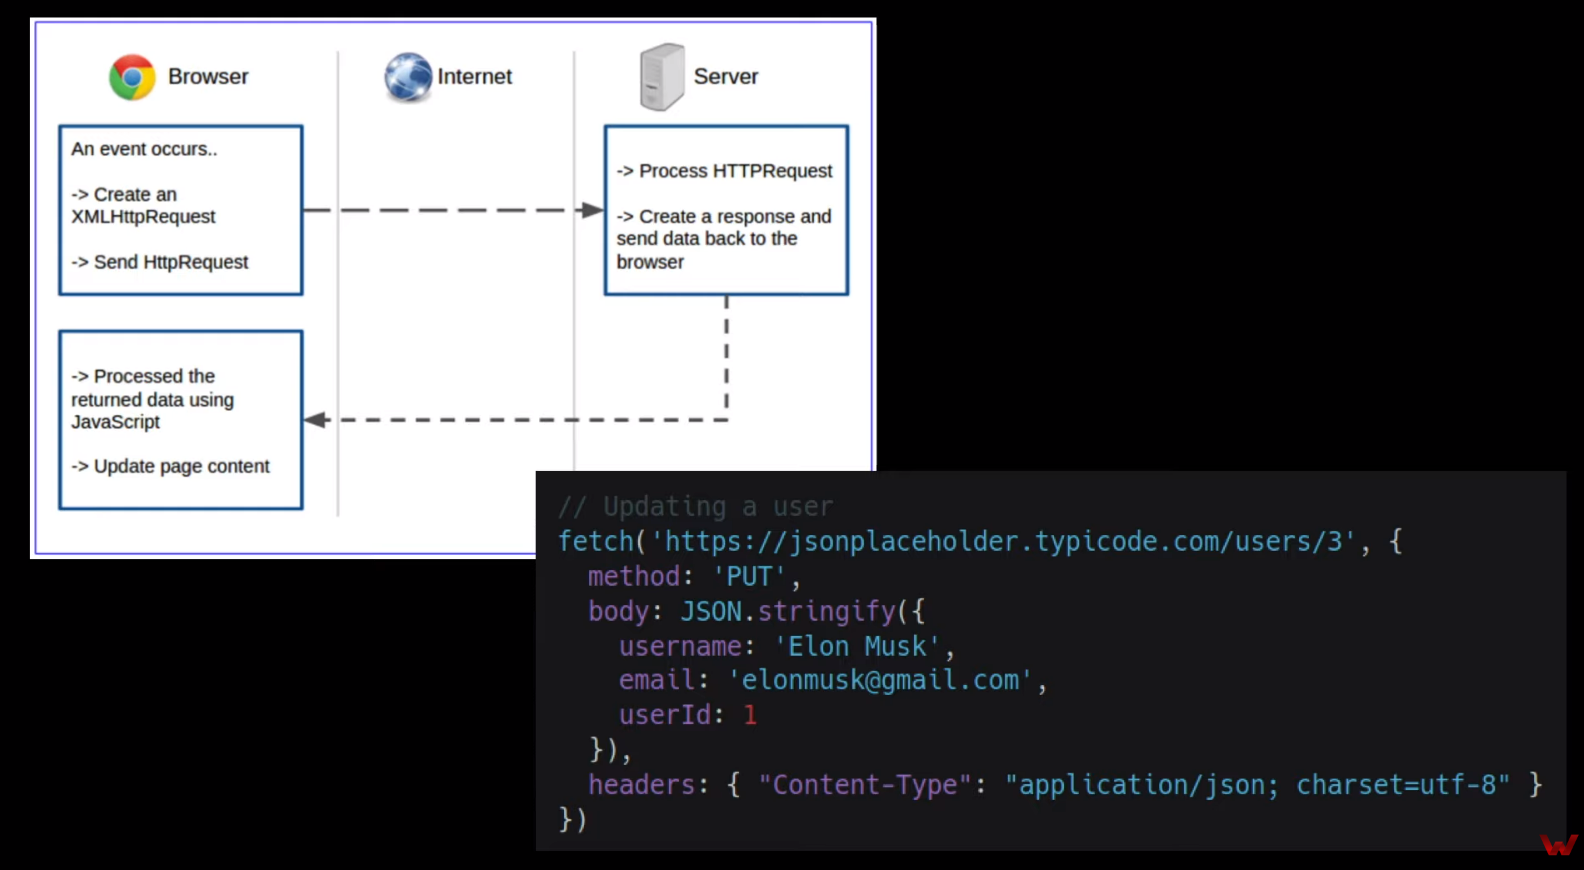 Browser
Internet
Server
An event occurs..
-> Create an
XMLHttpRequest
-> Send HttpRequest
-> Process HTTPRequest
-> Create a response and
send data back to the
browser
-> Processed the
returned data using
JavaScript
-> Update page content
// Updating a user
fetch('https://jsonplaceholder.typicode.com/users/3', {
  method: 'PUT',
  body: JSON.stringify({
    username: 'Elon Musk',
    email: 'elonmusk@gmail.com',
    userId: 1
  }),
  headers: { "Content-Type": "application/json; charset=utf-8" }
})
W